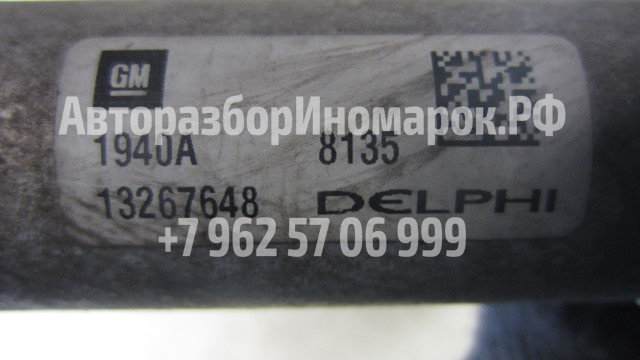 GM
АвторазборИномарок.РФ
1940A 8135
13267648 DELPHI
+7 962 57 06 999